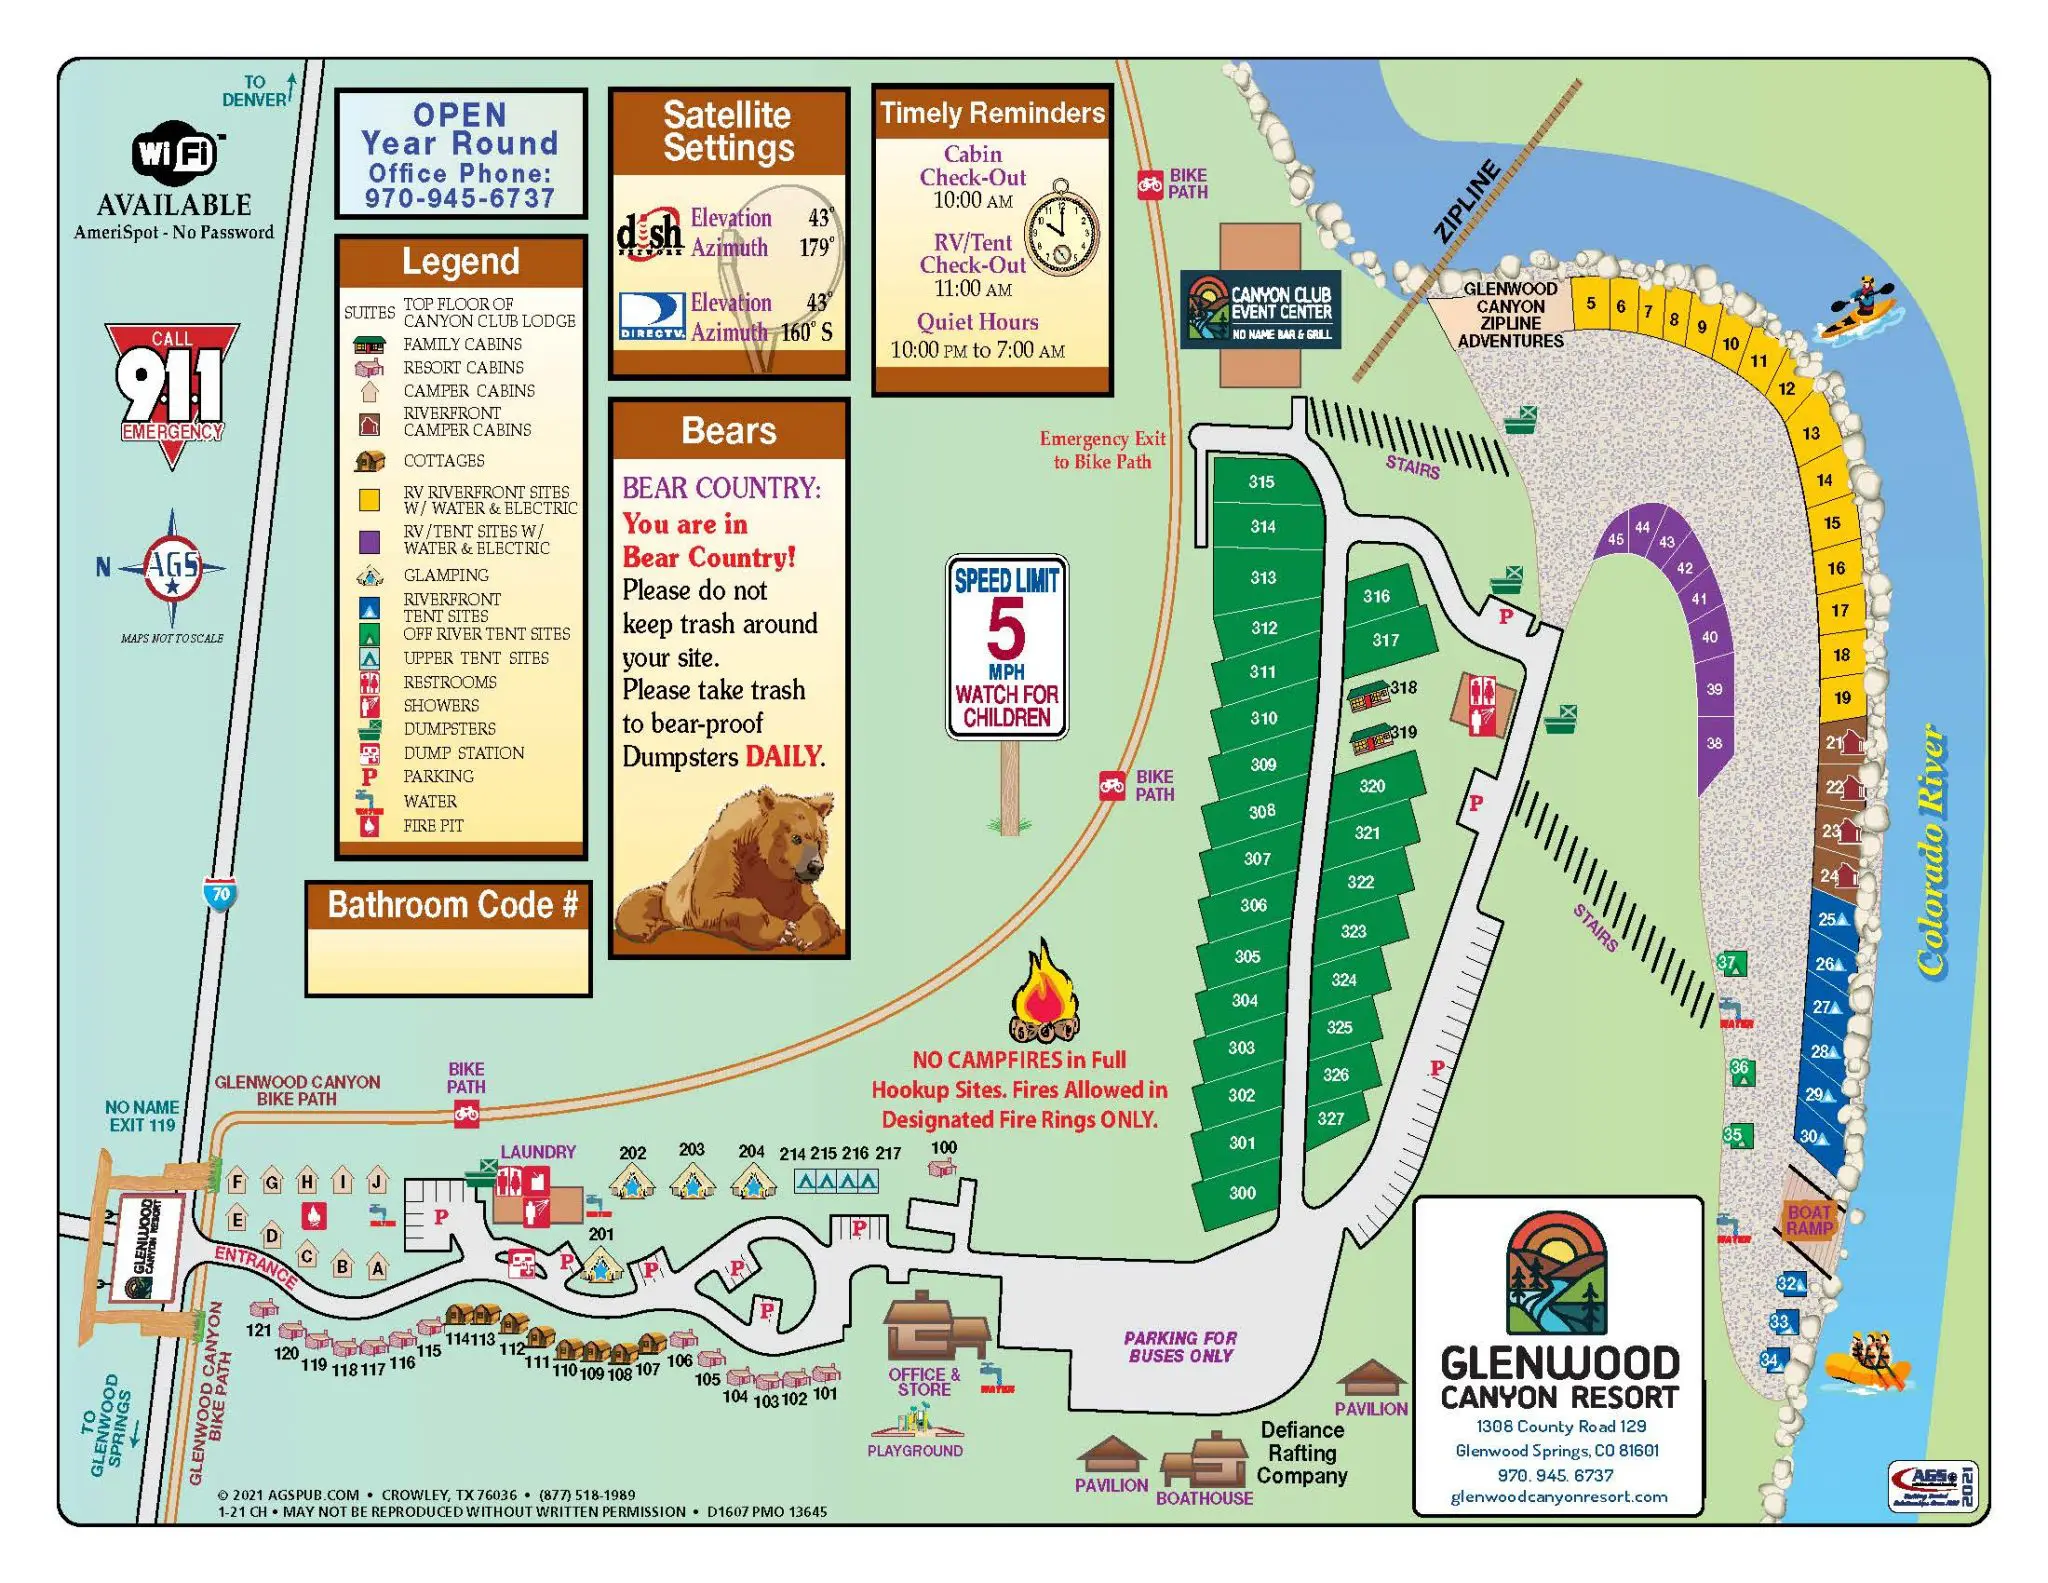 TO
DENVER
WiFi
AVAILABLE
AmeriSpot - No Password
CALL
911
EMERGENCY
N
AGS
MAPS NOT TO SCALE
OPEN
Year Round
Office Phone:
970-945-6737
Legend
SUITES TOP FLOOR OF
CANYON CLUB LODGE
FAMILY CABINS
RESORT CABINS
CAMPER CABINS
RIVERFRONT
CAMPER CABINS
COTTAGES
RV RIVERFRONT SITES
W/ WATER & ELECTRIC
RV/TENT SITES W/
WATER & ELECTRIC
GLAMPING
RIVERFRONT
TENT SITES
OFF RIVER TENT SITES
UPPER TENT SITES
RESTROOMS
SHOWERS
DUMPSTERS
DUMP STATION
P PARKING
WATER
FIRE PIT
Bathroom Code #
70
Satellite
Settings
dish
NETWORK
Elevation 43°
Azimuth 179°
DIRECTV
Elevation 43°
Azimuth 160° S
Bears
BEAR COUNTRY:
You are in
Bear Country!
Please do not
keep trash around
your site.
Please take trash
to bear-proof
Dumpsters DAILY.
Timely Reminders
Cabin
Check-Out
10:00 AM
RV/Tent
Check-Out
11:00 AM
Quiet Hours
10:00 PM to 7:00 AM
SPEED LIMIT
5
MPH
WATCH FOR
CHILDREN
NO CAMPFIRES in Full
Hookup Sites. Fires Allowed in
Designated Fire Rings ONLY.
BIKE
PATH
Emergency Exit
to Bike Path
BIKE
PATH
BIKE
PATH
GLENWOOD CANYON
BIKE PATH
NO NAME
EXIT 119
GLENWOOD
CANYON RESORT
ENTRANCE
GLENWOOD CANYON
BIKE PATH
TO
GLENWOOD
SPRINGS
F
G
H
I
J
E
D
C
B
A
WATER
P
LAUNDRY
WATER
201
202
203
204
214 215 216 217
100
P
P
P
P
P
121
120
119
118
117
116
115
114
113
112
111
110
109
108
107
106
105
104
103
102
101
OFFICE &
STORE
WATER
PLAYGROUND
PARKING FOR
BUSES ONLY
PAVILION
PAVILION
BOATHOUSE
Defiance
Rafting
Company
CANYON CLUB
EVENT CENTER
NO NAME BAR & GRILL
ZIPLINE
GLENWOOD
CANYON
ZIPLINE
ADVENTURES
STAIRS
STAIRS
315
314
313
312
311
310
309
308
307
306
305
304
303
302
301
300
316
317
318
319
320
321
322
323
324
325
326
327
P
P
P
5
6
7
8
9
10
11
12
13
14
15
16
17
18
19
21
22
23
24
25
26
27
28
29
30
BOAT
RAMP
32
33
34
45
44
43
42
41
40
39
38
37
WATER
36
35
WATER
Colorado River
GLENWOOD
CANYON RESORT
1308 County Road 129
Glenwood Springs, CO 81601
970. 945. 6737
glenwoodcanyonresort.com
© 2021 AGSPUB.COM • CROWLEY, TX 76036 • (877) 518-1989
1-21 CH • MAY NOT BE REPRODUCED WITHOUT WRITTEN PERMISSION • D1607 PMO 13645
AGS
2021